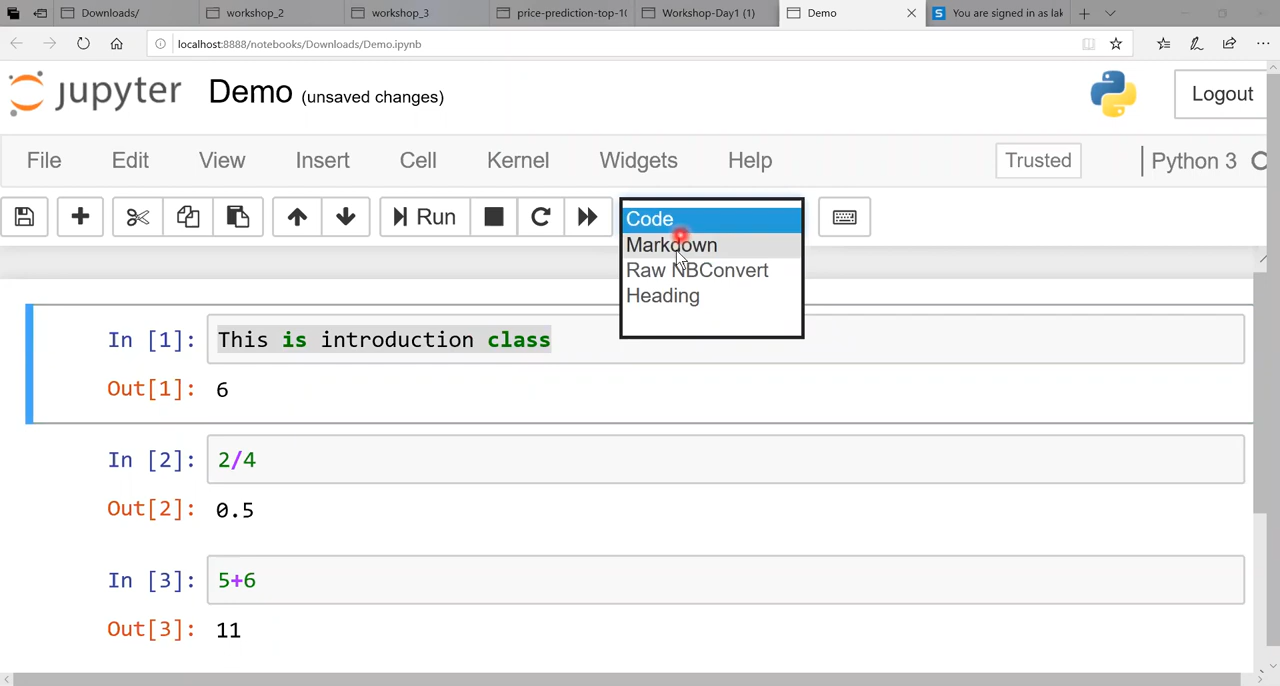 Downloads/ workshop_2 workshop_3 price-prediction-top-10 Workshop-Day1 (1) Demo S You are signed in as lak
localhost:8888/notebooks/Downloads/Demo.ipynb
jupyter Demo (unsaved changes) Logout
File Edit View Insert Cell Kernel Widgets Help Trusted Python 3
Run
Code
Markdown
Raw NBConvert
Heading
In [1]: This is introduction class
Out[1]: 6
In [2]: 2/4
Out[2]: 0.5
In [3]: 5+6
Out[3]: 11